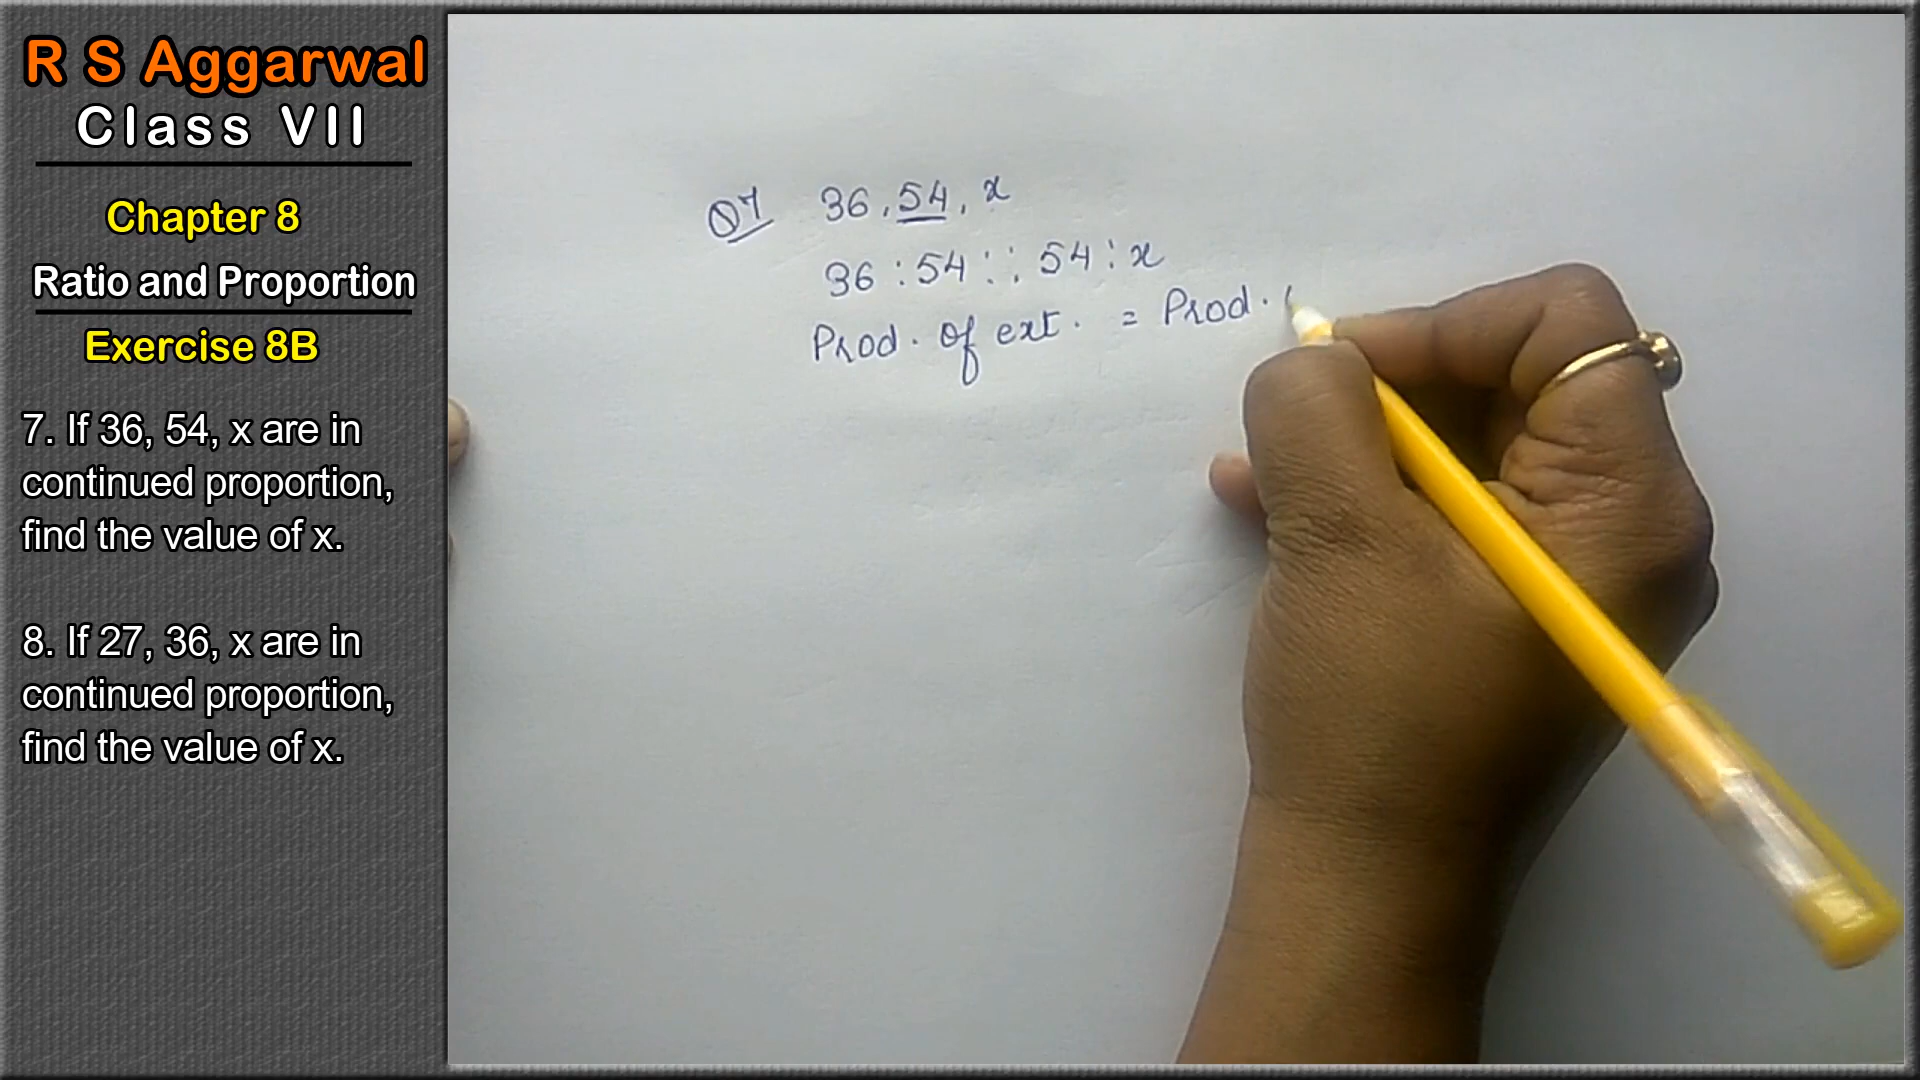 R S Aggarwal
Class VII
Chapter 8
Ratio and Proportion
Exercise 8B
7. If 36, 54, x are in
continued proportion,
find the value of x.
8. If 27, 36, x are in
continued proportion,
find the value of x.
Q7 36, 54, x
36 : 54 :: 54 : x
Prod. of ext. = Prod.